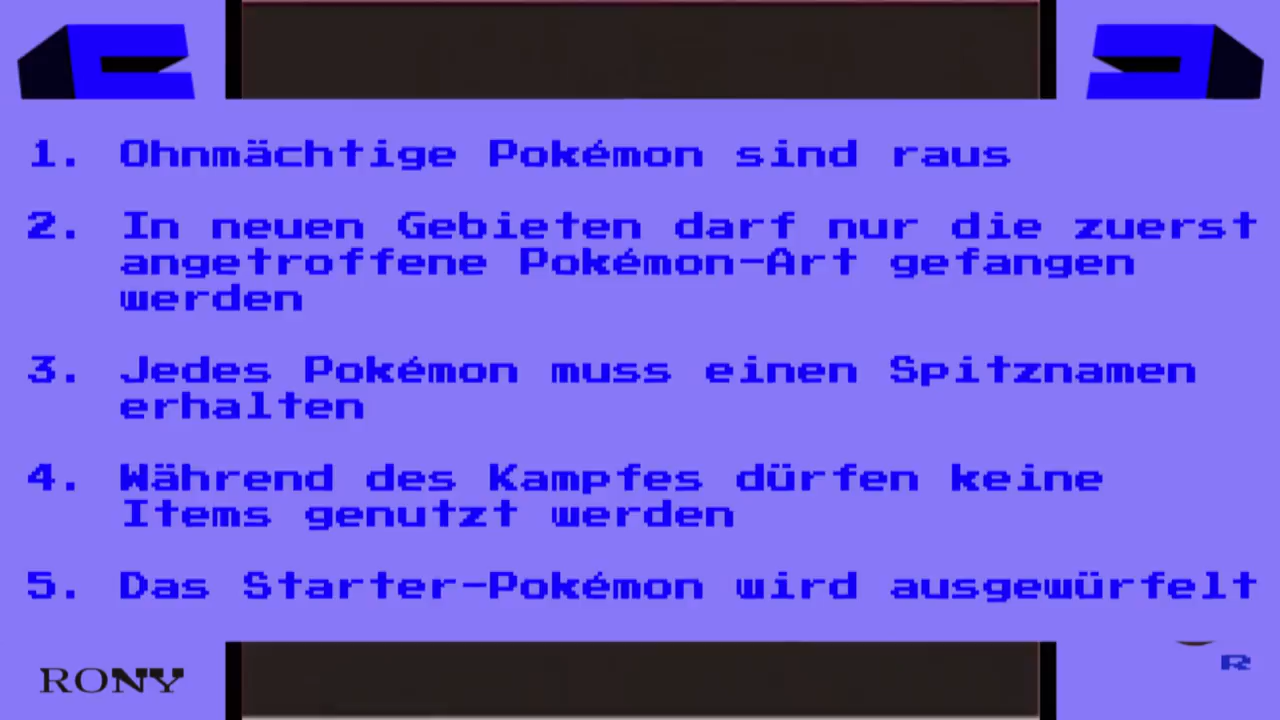 1. Ohnmächtige Pokémon sind raus
2. In neuen Gebieten darf nur die zuerst
angetroffene Pokémon-Art gefangen
werden
3. Jedes Pokémon muss einen Spitznamen
erhalten
4. Während des Kampfes dürfen keine
Items genutzt werden
5. Das Starter-Pokémon wird ausgewürfelt
RONY
R